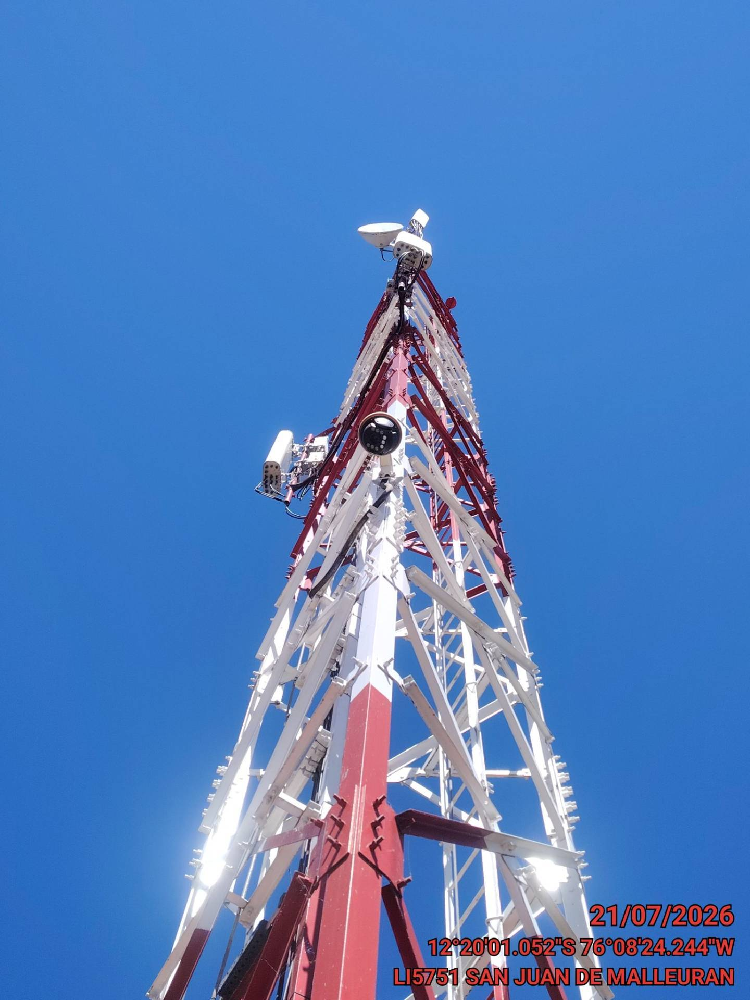 21/07/2026
12°20'01.052"S 76°08'24.244"W
LI5751 SAN JUAN DE MALLEURAN